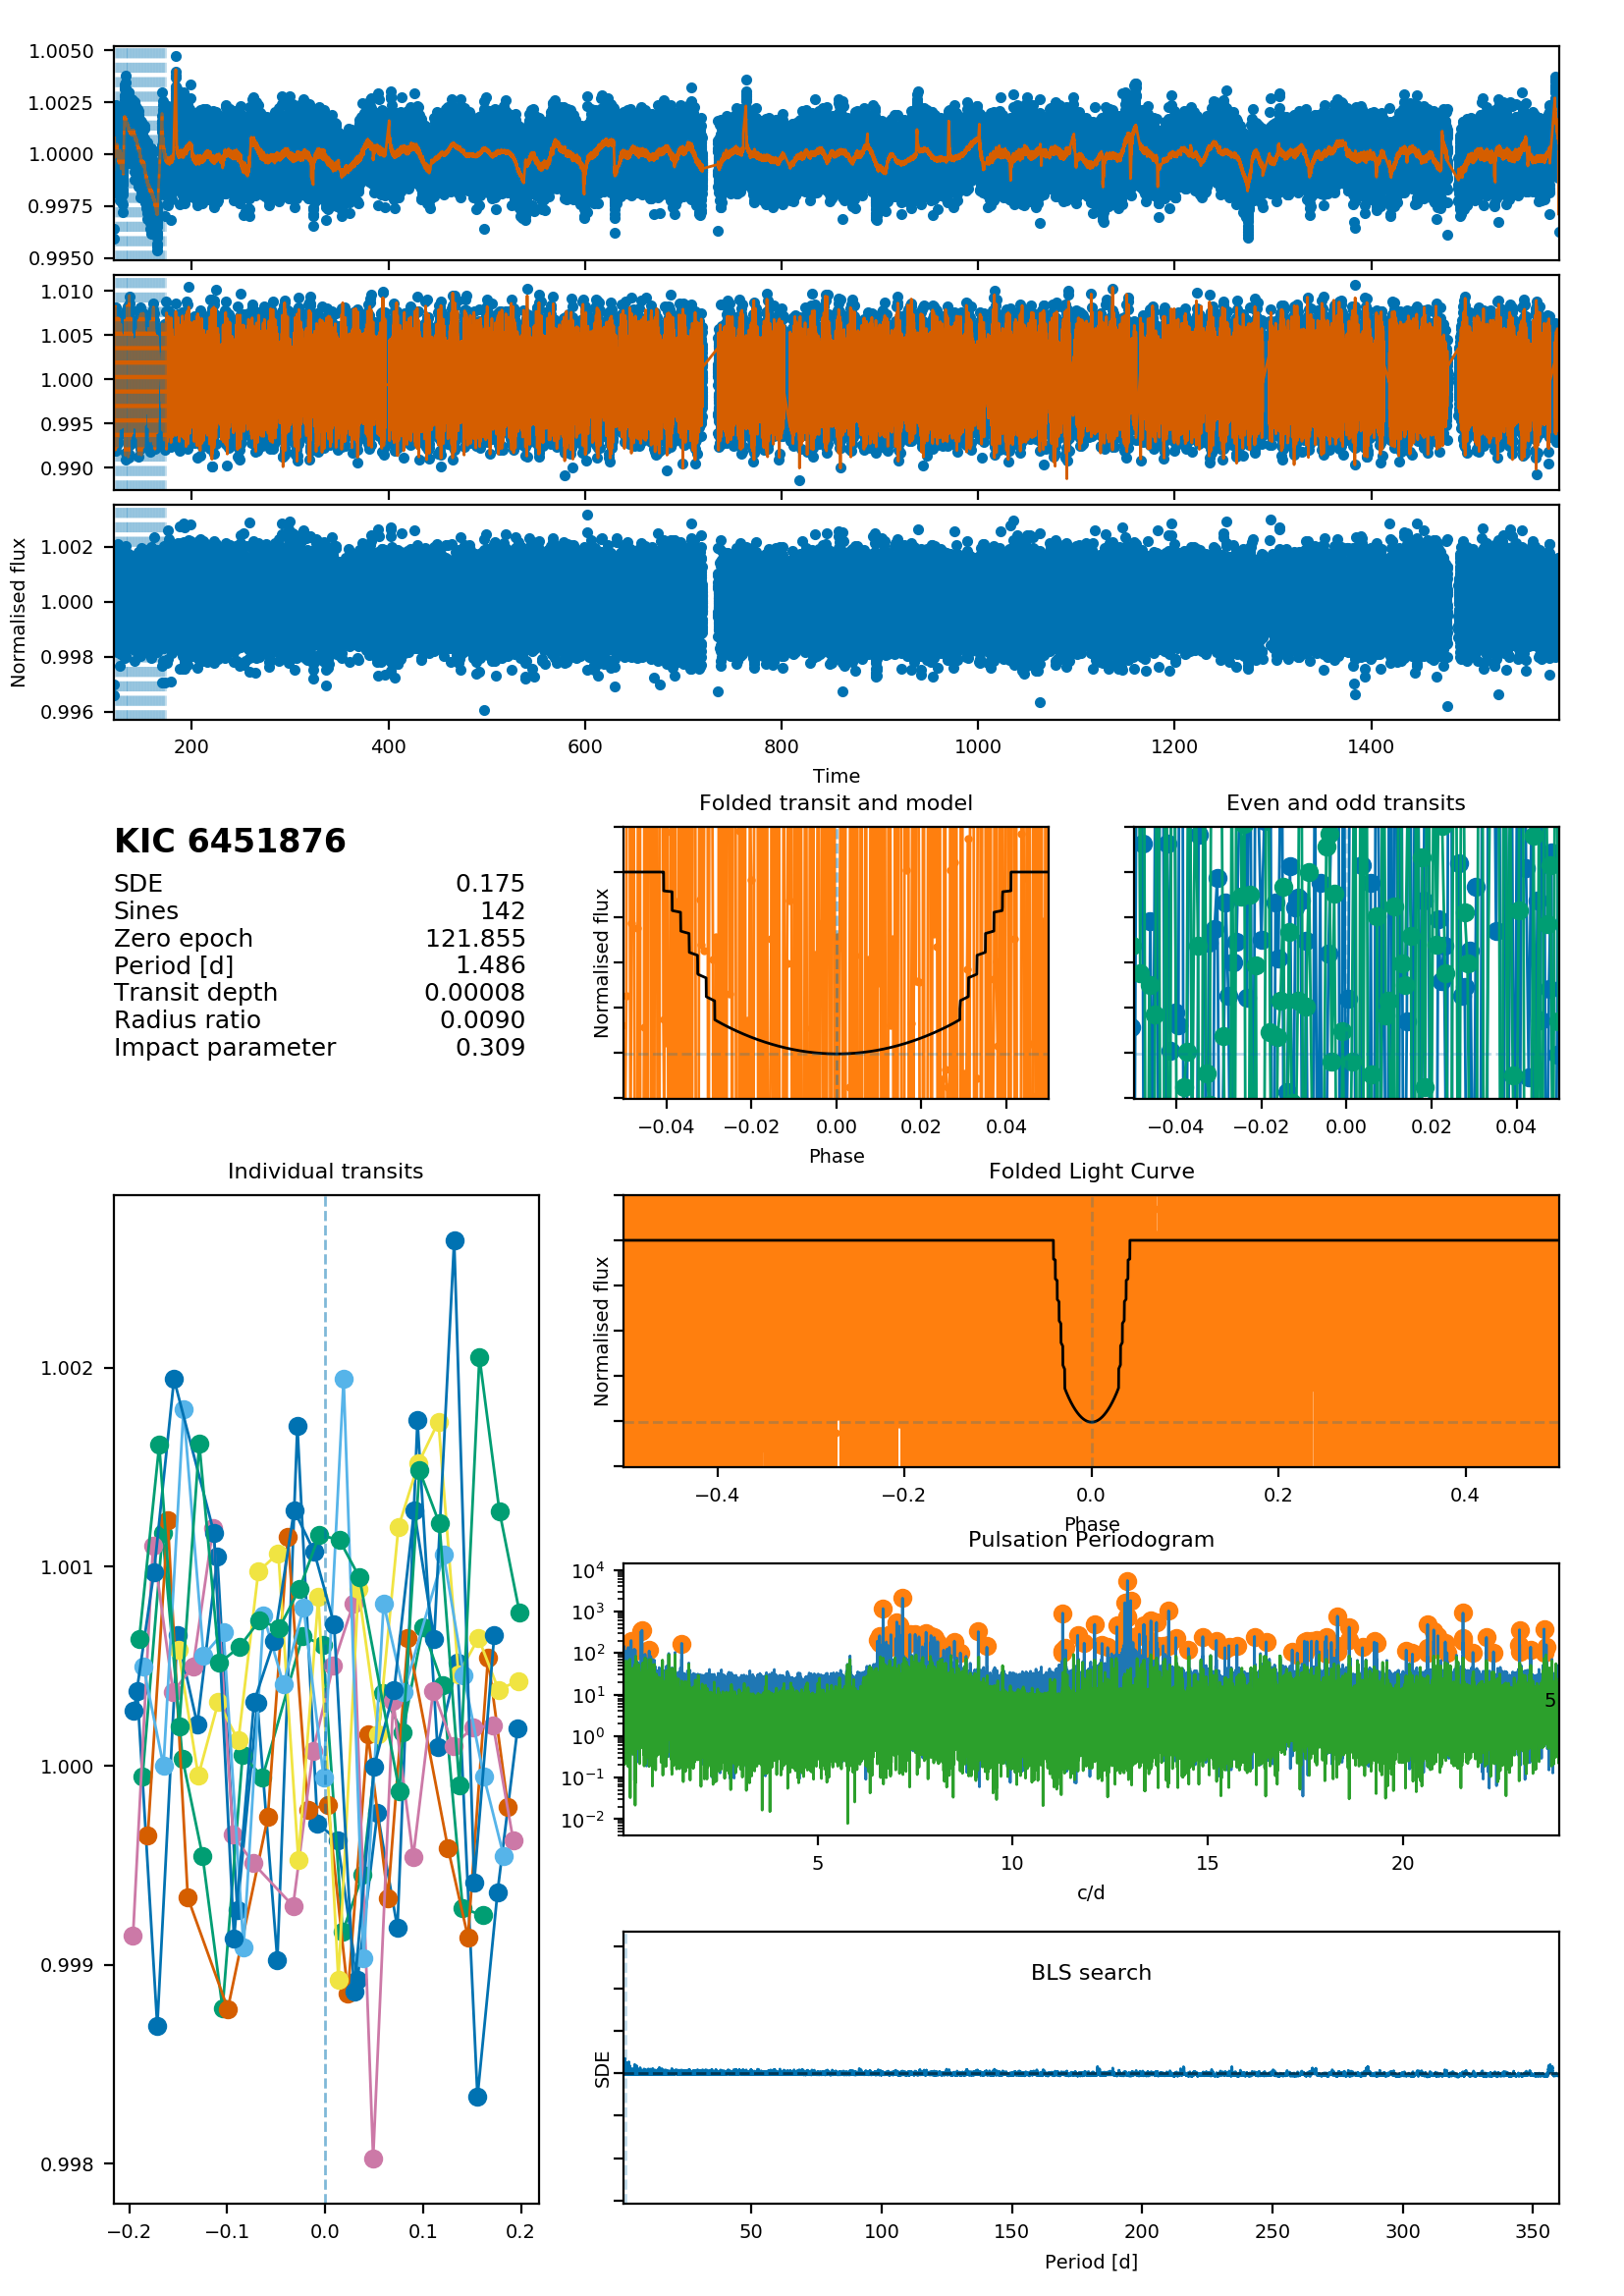 1.0050
1.0025
1.0000
0.9975
0.9950
1.010
1.005
1.000
0.995
0.990
1.002
1.000
0.998
0.996
Normalised flux
200 400 600 800 1000 1200 1400
Time
KIC 6451876
SDE 0.175
Sines 142
Zero epoch 121.855
Period [d] 1.486
Transit depth 0.00008
Radius ratio 0.0090
Impact parameter 0.309
Folded transit and model
Normalised flux
−0.04 −0.02 0.00 0.02 0.04
Phase
Even and odd transits
−0.04 −0.02 0.00 0.02 0.04
Individual transits
1.002
1.001
1.000
0.999
0.998
−0.2 −0.1 0.0 0.1 0.2
Folded Light Curve
Normalised flux
−0.4 −0.2 0.0 0.2 0.4
Phase
Pulsation Periodogram
10⁴
10³
10²
10¹
10⁰
10⁻¹
10⁻²
5
5 10 15 20
c/d
BLS search
SDE
50 100 150 200 250 300 350
Period [d]